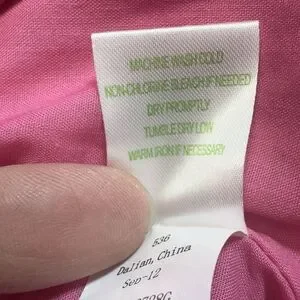 MACHINE WASH COLD
NON-CHLORINE BLEACH IF NEEDED
DRY PROMPTLY
TUMBLE DRY LOW
WARM IRON IF NECESSARY
536
Dalian, China
Sep-12